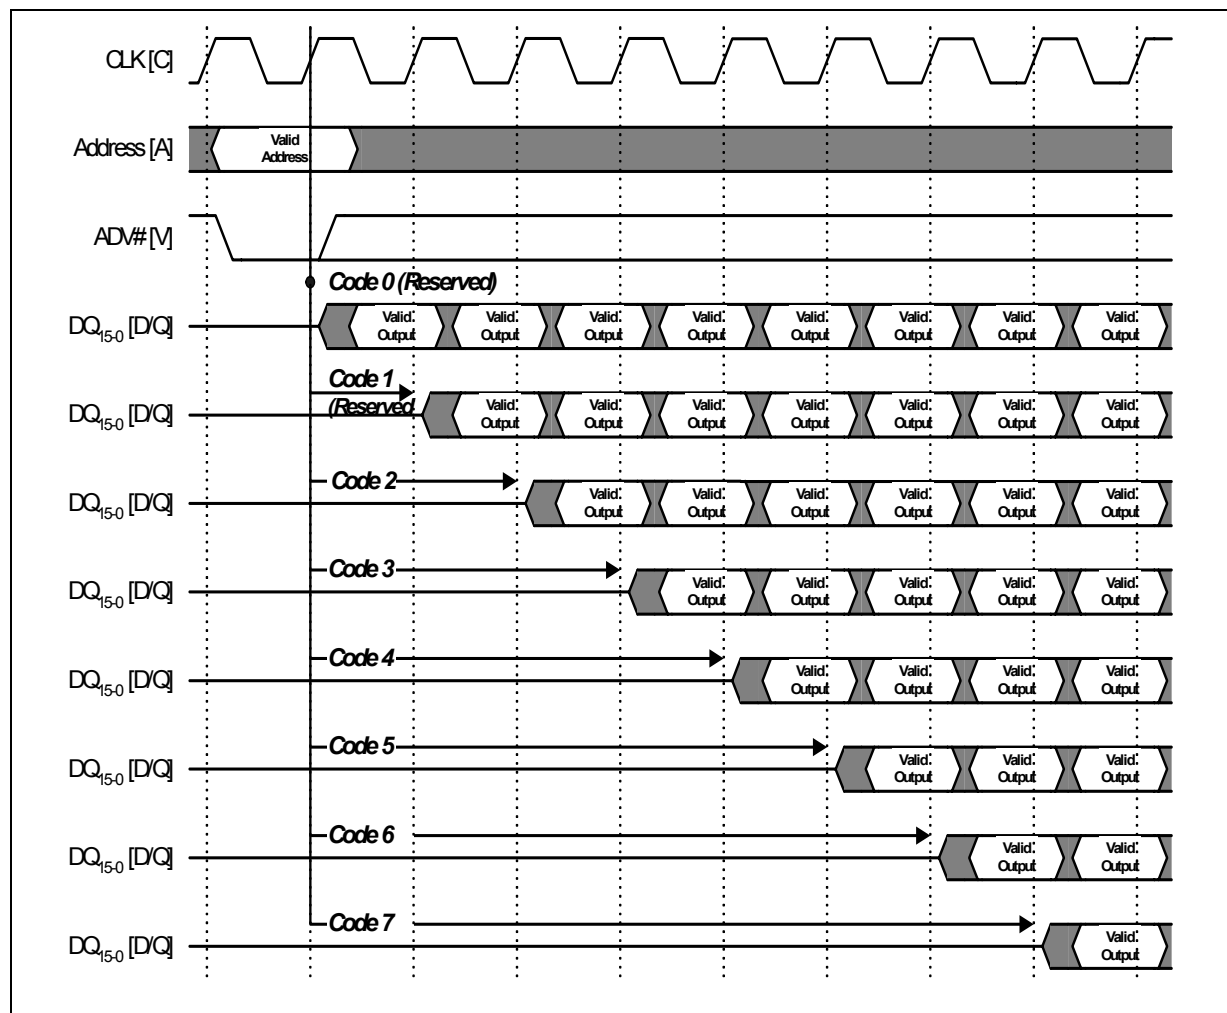 CLK [C]
Address [A]
Valid
Address
ADV# [V]
Code 0 (Reserved)
DQ15-0 [D/Q]
Valid Output Valid Output Valid Output Valid Output Valid Output Valid Output Valid Output Valid Output
Code 1
(Reserved
DQ15-0 [D/Q]
Valid Output Valid Output Valid Output Valid Output Valid Output Valid Output Valid Output
Code 2
DQ15-0 [D/Q]
Valid Output Valid Output Valid Output Valid Output Valid Output Valid Output
Code 3
DQ15-0 [D/Q]
Valid Output Valid Output Valid Output Valid Output Valid Output
Code 4
DQ15-0 [D/Q]
Valid Output Valid Output Valid Output Valid Output
Code 5
DQ15-0 [D/Q]
Valid Output Valid Output Valid Output
Code 6
DQ15-0 [D/Q]
Valid Output Valid Output
Code 7
DQ15-0 [D/Q]
Valid Output